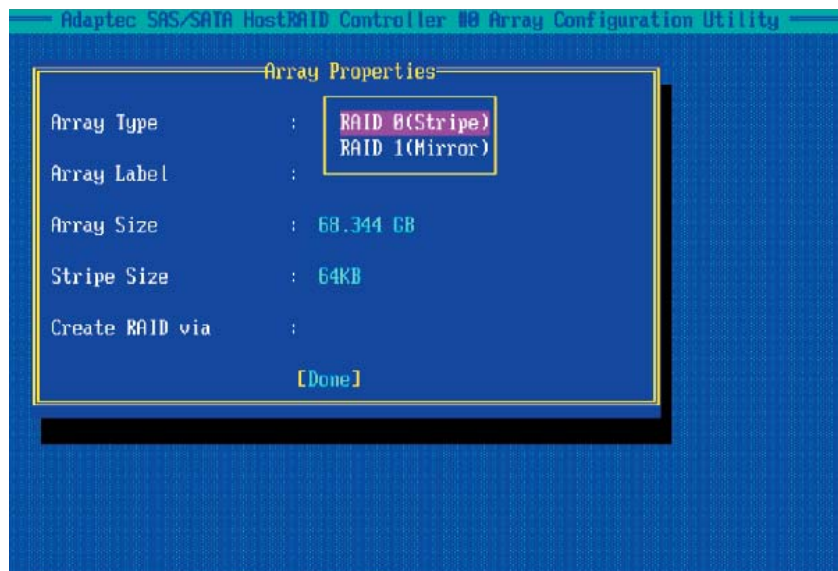 Adaptec SAS/SATA HostRAID Controller #0 Array Configuration Utility
Array Properties
Array Type : RAID 0(Stripe)
RAID 1(Mirror)
Array Label :
Array Size : 68.344 GB
Stripe Size : 64KB
Create RAID via :
[Done]